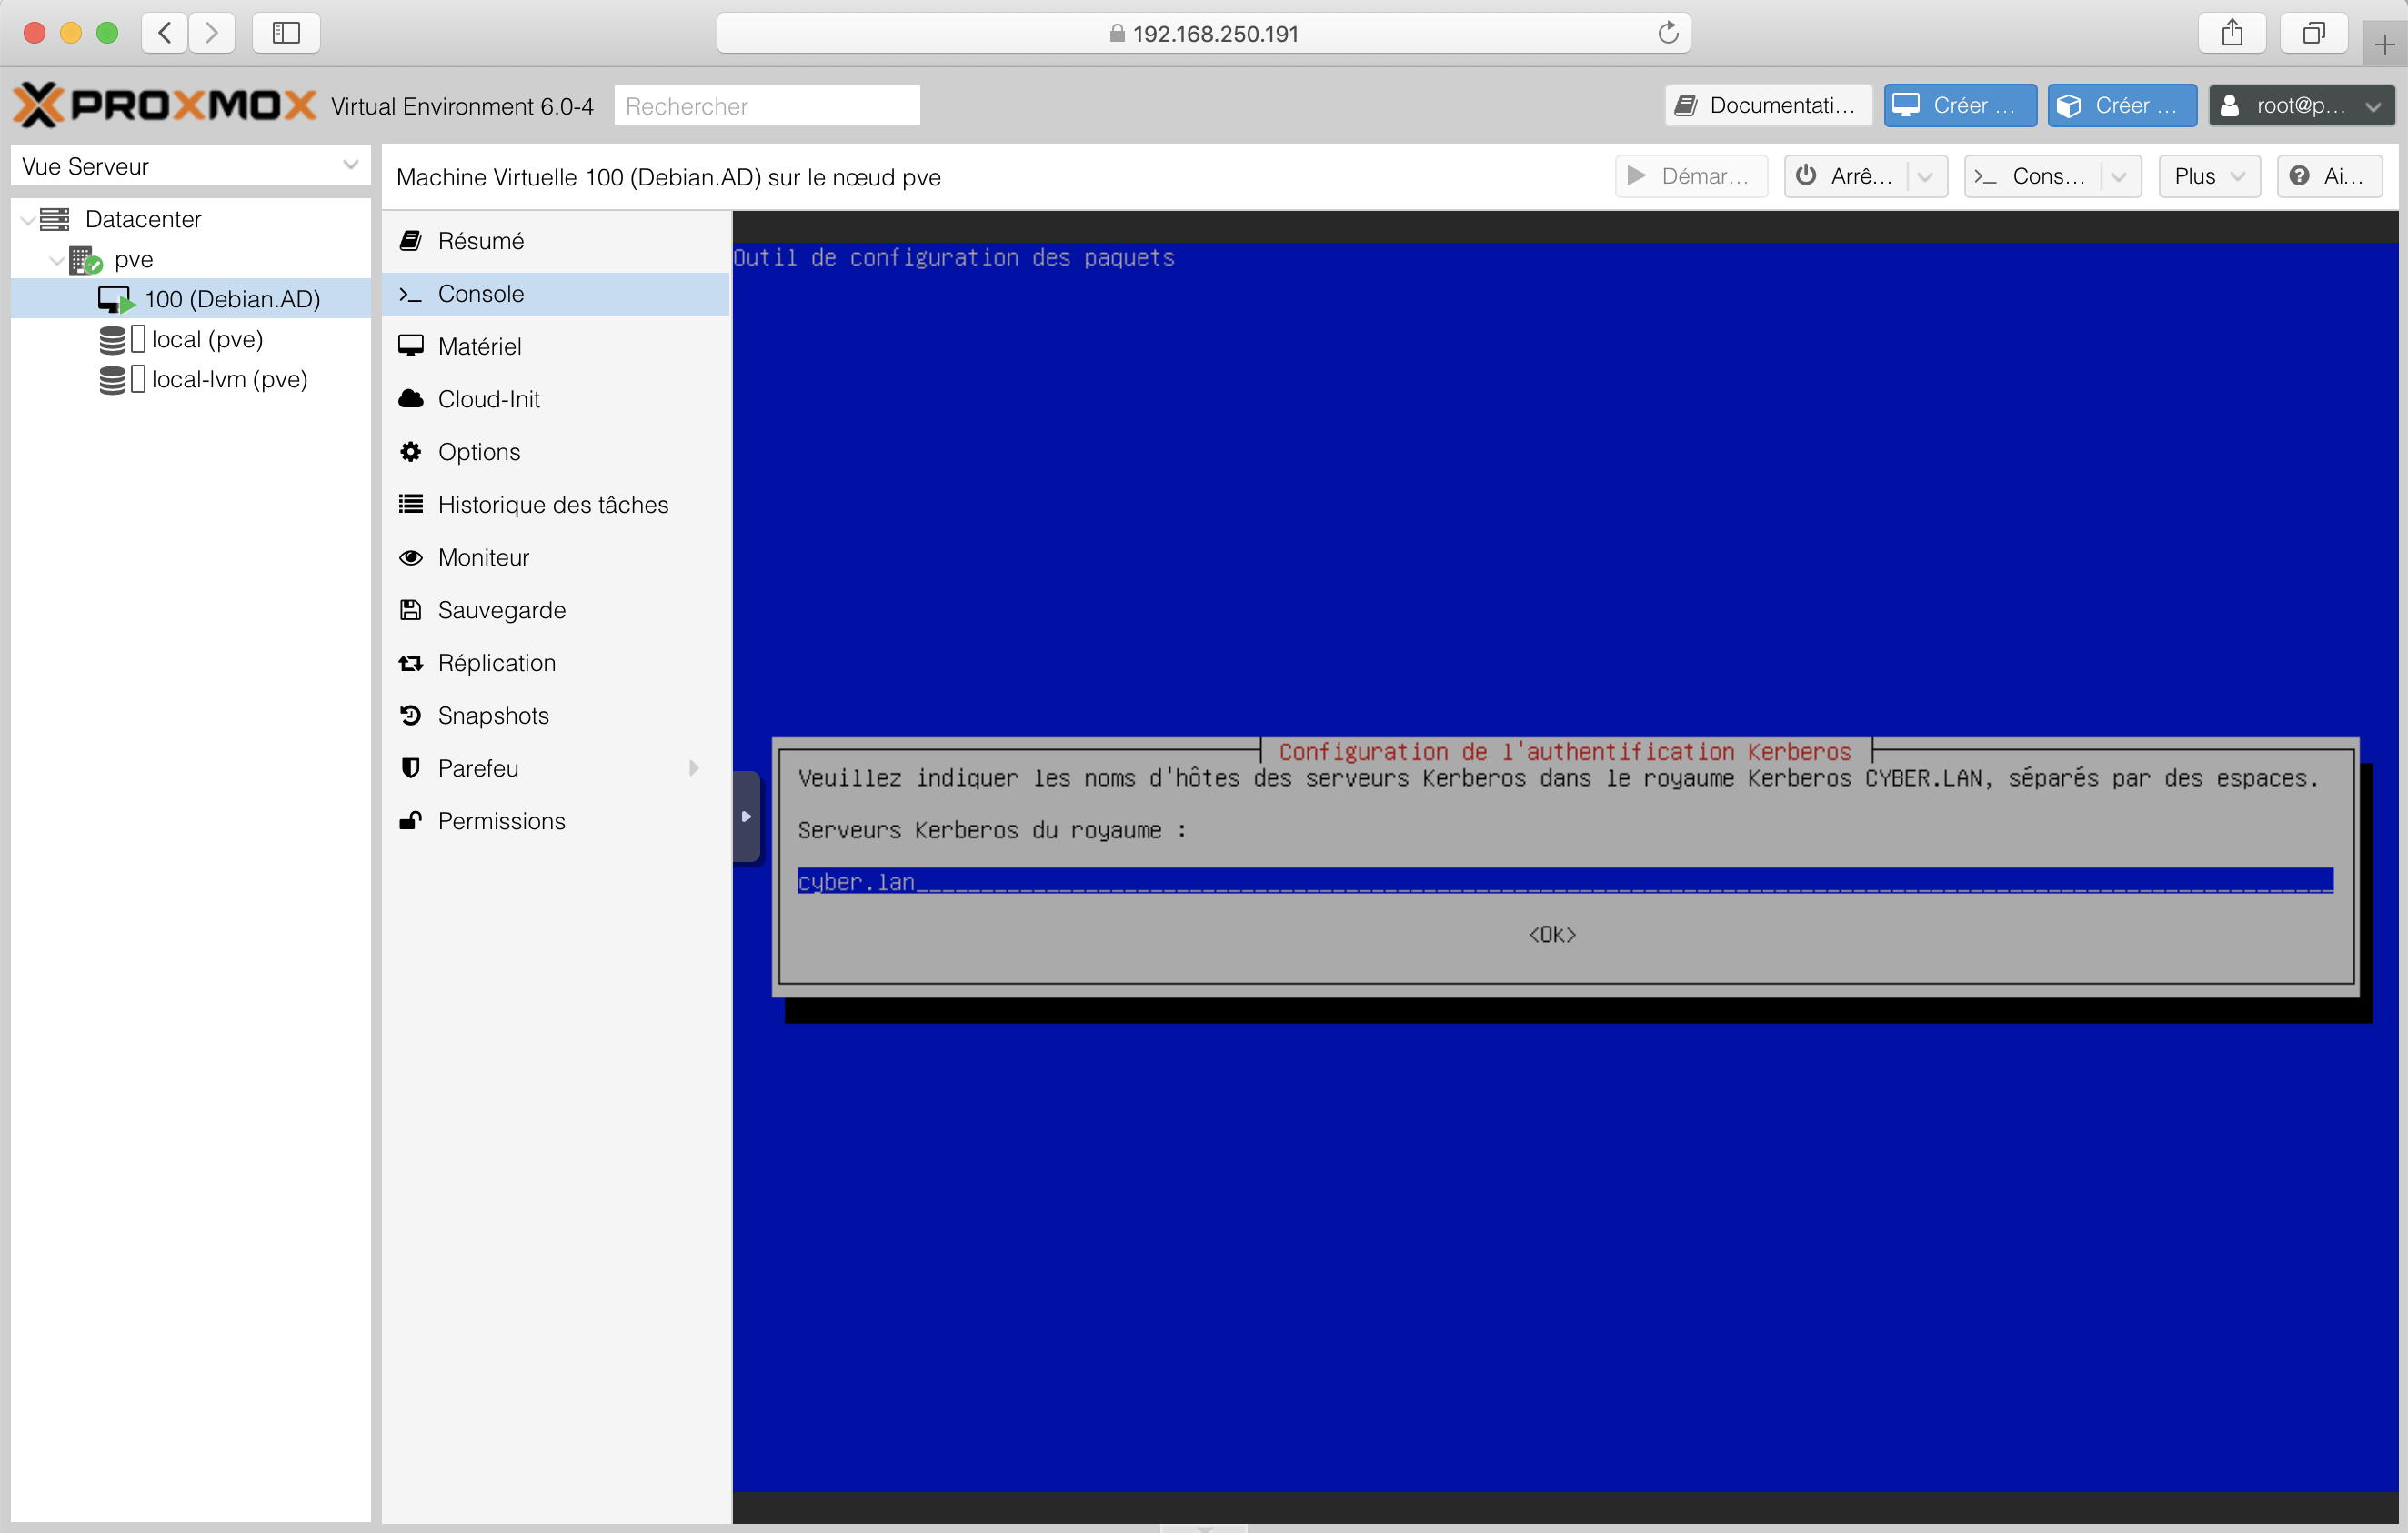 192.168.250.191
PROXMOX Virtual Environment 6.0-4 Rechercher Documentati... Créer ... Créer ... root@p...
Vue Serveur
Machine Virtuelle 100 (Debian.AD) sur le nœud pve Démar... Arrê... Cons... Plus Ai...
Datacenter
pve
100 (Debian.AD)
local (pve)
local-lvm (pve)
Résumé
Console
Matériel
Cloud-Init
Options
Historique des tâches
Moniteur
Sauvegarde
Réplication
Snapshots
Parefeu
Permissions
Outil de configuration des paquets
Configuration de l'authentification Kerberos
Veuillez indiquer les noms d'hôtes des serveurs Kerberos dans le royaume Kerberos CYBER.LAN, séparés par des espaces.
Serveurs Kerberos du royaume :
cyber.lan
<Ok>